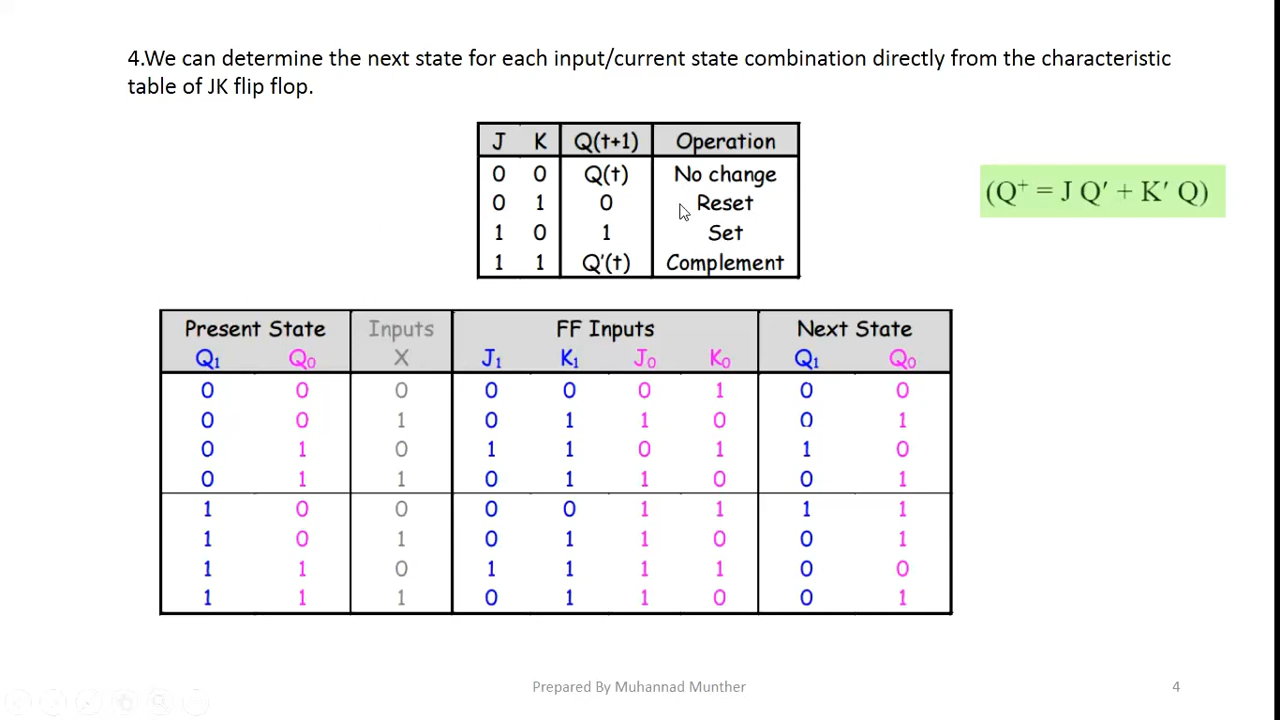 4.We can determine the next state for each input/current state combination directly from the characteristic
table of JK flip flop.
J K Q(t+1) Operation
0 0 Q(t) No change
0 1 0 Reset
1 0 1 Set
1 1 Q'(t) Complement
(Q⁺ = J Q′ + K′ Q)
Present State Inputs FF Inputs Next State
Q₁ Q₀ X J₁ K₁ J₀ K₀ Q₁ Q₀
0 0 0 0 0 0 1 0 0
0 0 1 0 1 1 0 0 1
0 1 0 1 1 0 1 1 0
0 1 1 0 1 1 0 0 1
1 0 0 0 0 1 1 1 1
1 0 1 0 1 1 0 0 1
1 1 0 1 1 1 1 0 0
1 1 1 0 1 1 0 0 1
Prepared By Muhannad Munther 4